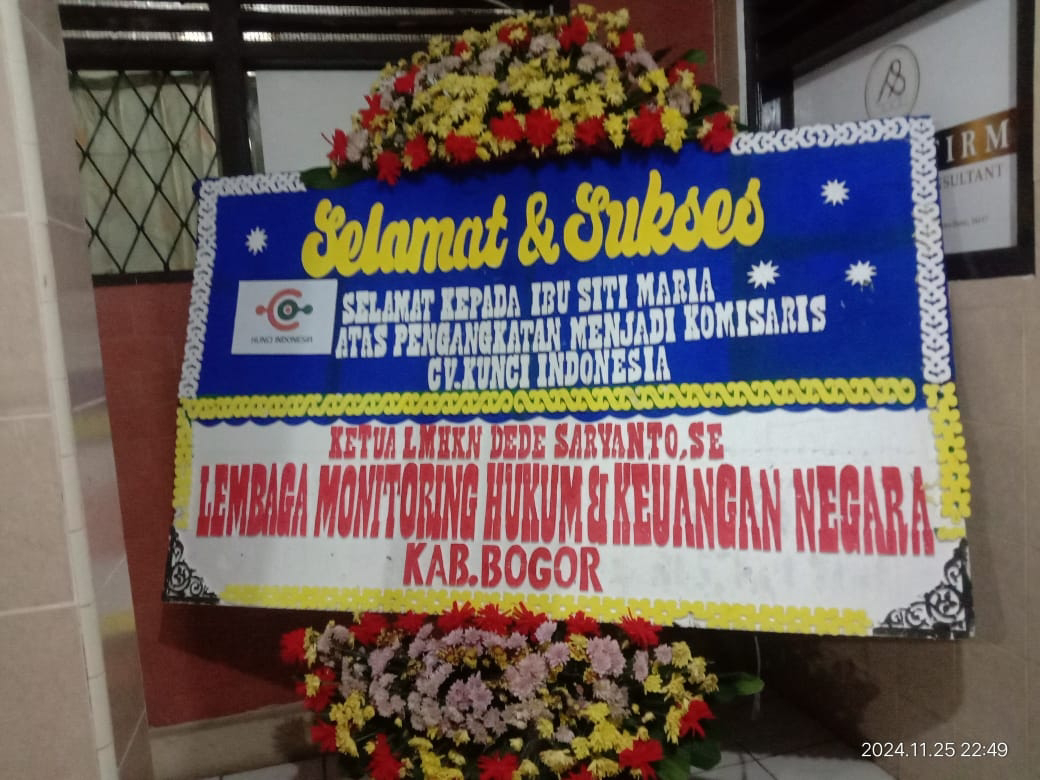 Selamat & Sukses
SELAMAT KEPADA IBU SITI MARIA
ATAS PENGANGKATAN MENJADI KOMISARIS
CV.KUNCI INDONESIA
KUNCI INDONESIA
KETUA LMHKN DEDE SARYANTO,SE
LEMBAGA MONITORING HUKUM & KEUANGAN NEGARA
KAB.BOGOR
IRM
SULTANT
2024.11.25 22:49